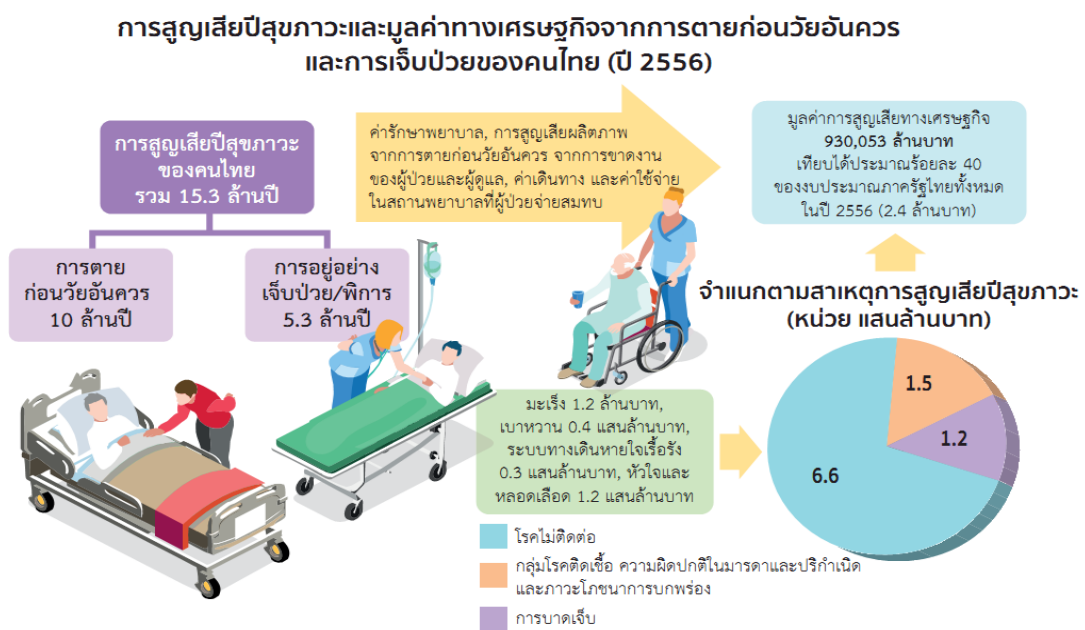 การสูญเสียปีสุขภาวะและมูลค่าทางเศรษฐกิจจากการตายก่อนวัยอันควร
และการเจ็บป่วยของคนไทย (ปี 2556)
การสูญเสียปีสุขภาวะ
ของคนไทย
รวม 15.3 ล้านปี
การตาย
ก่อนวัยอันควร
10 ล้านปี
การอยู่อย่าง
เจ็บป่วย/พิการ
5.3 ล้านปี
ค่ารักษาพยาบาล, การสูญเสียผลิตภาพ
จากการตายก่อนวัยอันควร จากการขาดงาน
ของผู้ป่วยและผู้ดูแล, ค่าเดินทาง และค่าใช้จ่าย
ในสถานพยาบาลที่ผู้ป่วยจ่ายสมทบ
มูลค่าการสูญเสียทางเศรษฐกิจ
930,053 ล้านบาท
เทียบได้ประมาณร้อยละ 40
ของงบประมาณภาครัฐไทยทั้งหมด
ในปี 2556 (2.4 ล้านบาท)
จำแนกตามสาเหตุการสูญเสียปีสุขภาวะ
(หน่วย แสนล้านบาท)
1.5
1.2
6.6
มะเร็ง 1.2 ล้านบาท,
เบาหวาน 0.4 แสนล้านบาท,
ระบบทางเดินหายใจเรื้อรัง
0.3 แสนล้านบาท, หัวใจและ
หลอดเลือด 1.2 แสนล้านบาท
โรคไม่ติดต่อ
กลุ่มโรคติดเชื้อ ความผิดปกติในมารดาและปริกำเนิด
และภาวะโภชนาการบกพร่อง
การบาดเจ็บ